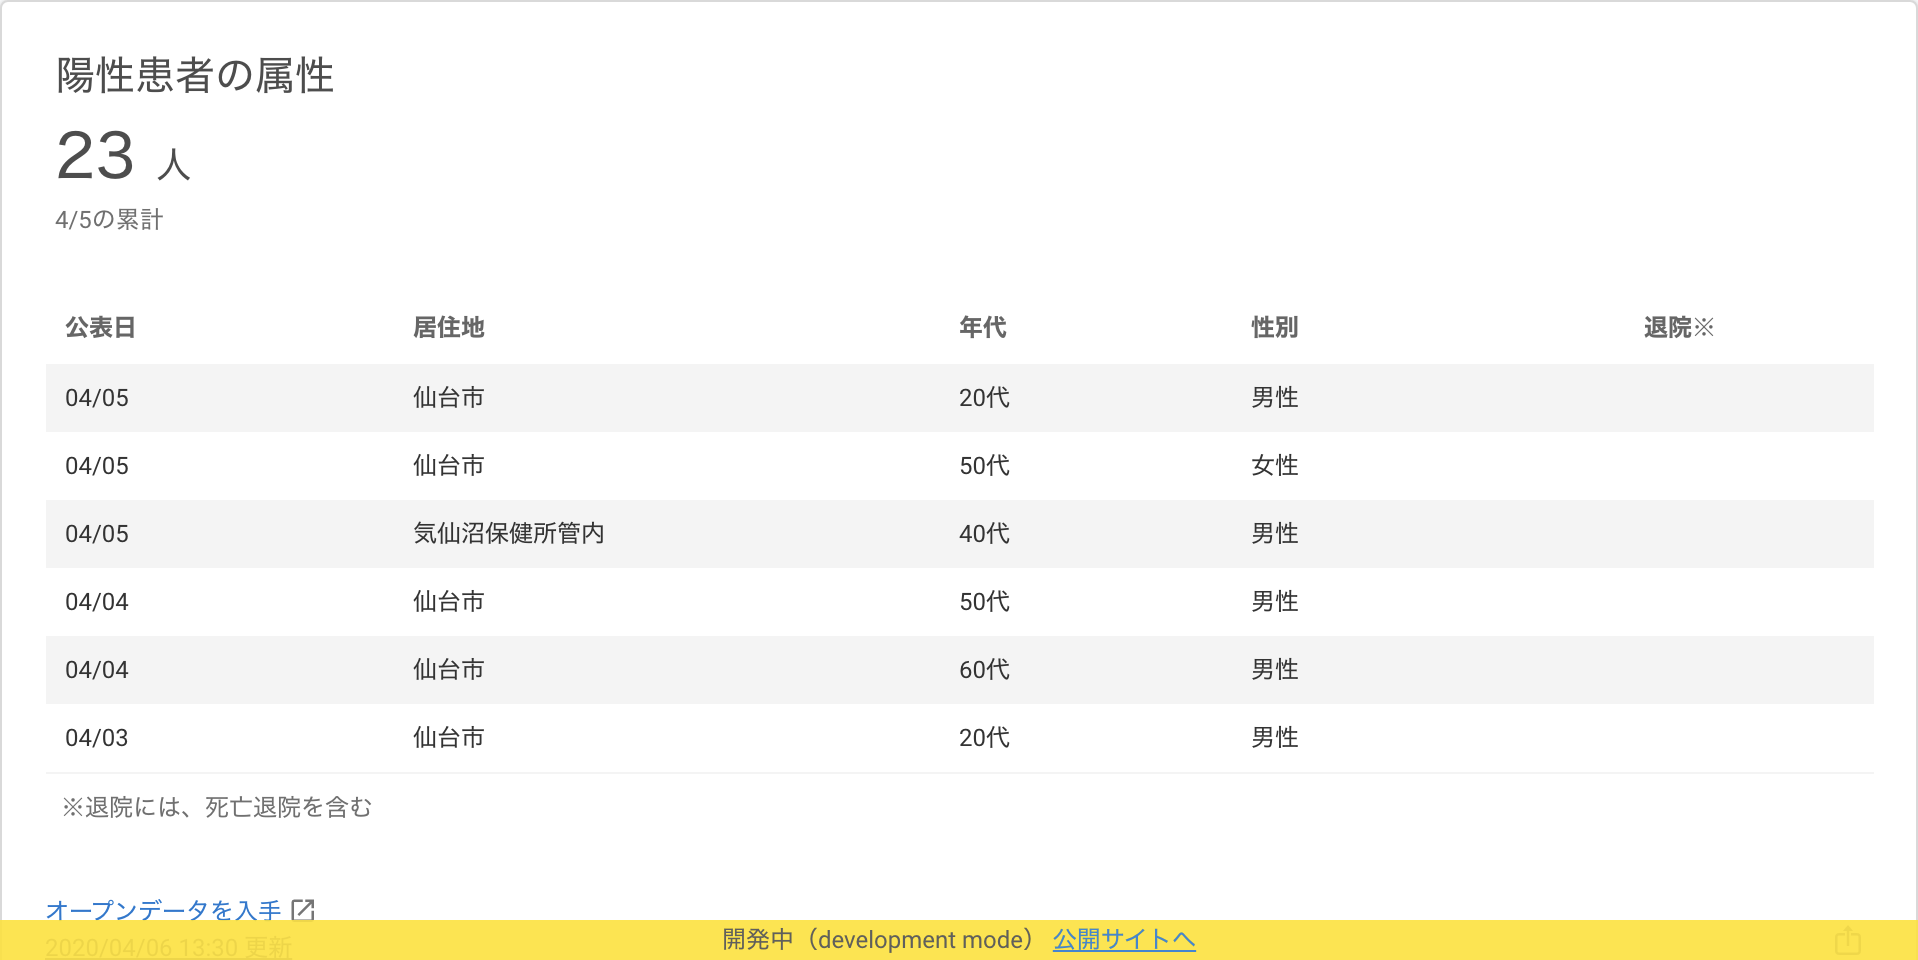 陽性患者の属性
23 人
4/5の累計
公表日 居住地 年代 性別 退院※
04/05 仙台市 20代 男性
04/05 仙台市 50代 女性
04/05 気仙沼保健所管内 40代 男性
04/04 仙台市 50代 男性
04/04 仙台市 60代 男性
04/03 仙台市 20代 男性
※退院には、死亡退院を含む
オープンデータを入手
2020/04/06 13:30 更新
開発中（development mode） 公開サイトへ